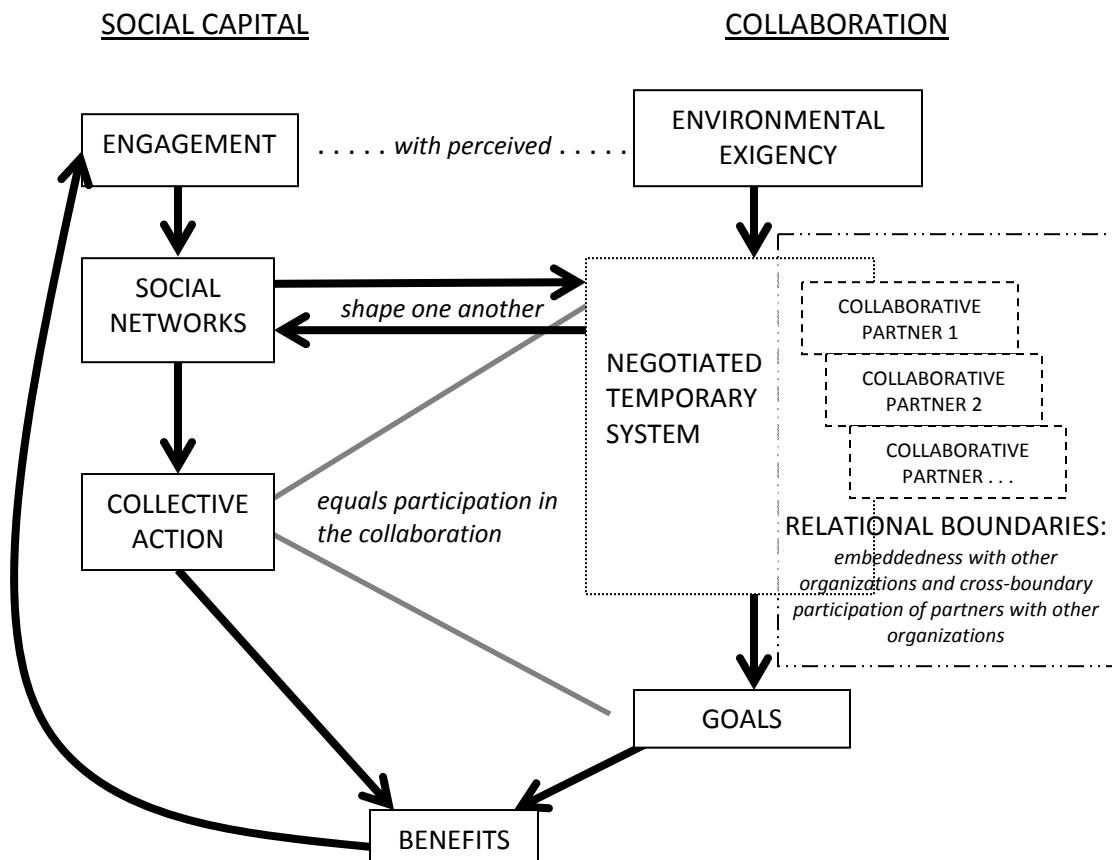 SOCIAL CAPITAL
COLLABORATION
ENGAGEMENT
. . . . . with perceived . . . . .
ENVIRONMENTAL
EXIGENCY
SOCIAL
NETWORKS
shape one another
NEGOTIATED
TEMPORARY
SYSTEM
COLLABORATIVE
PARTNER 1
COLLABORATIVE
PARTNER 2
COLLABORATIVE
PARTNER . . .
COLLECTIVE
ACTION
equals participation in
the collaboration
RELATIONAL BOUNDARIES:
embeddedness with other
organizations and cross-boundary
participation of partners with other
organizations
GOALS
BENEFITS